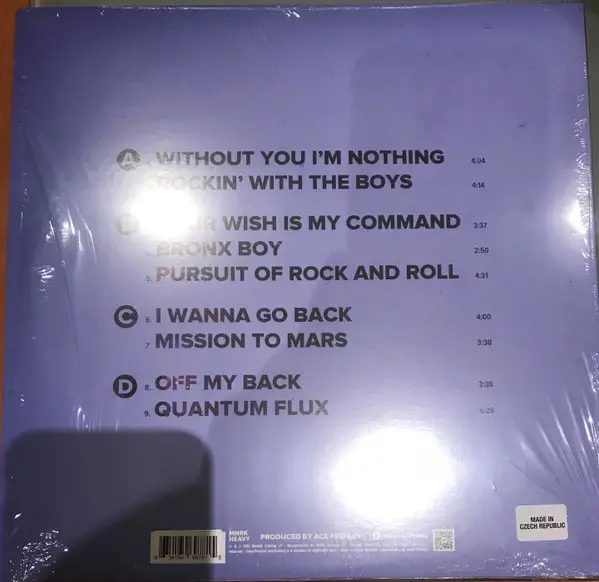 A WITHOUT YOU I'M NOTHING 4:04
ROCKIN' WITH THE BOYS 4:14
WISH IS MY COMMAND 3:37
BRONX BOY 2:50
5. PURSUIT OF ROCK AND ROLL 4:31
C 6. I WANNA GO BACK 4:00
7. MISSION TO MARS 3:38
D 8. OFF MY BACK 3:36
9. QUANTUM FLUX
MNRK
HEAVY
PRODUCED BY ACE
MADE IN
CZECH REPUBLIC